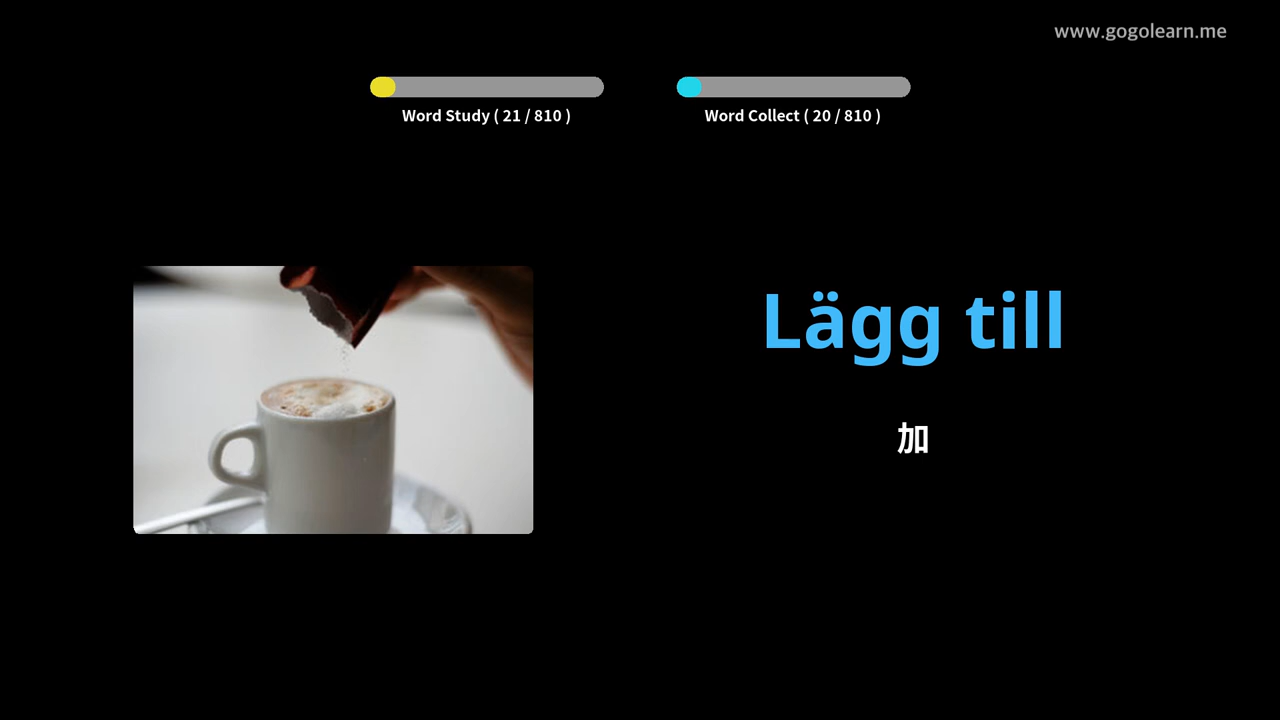 www.gogolearn.me
Word Study ( 21 / 810 )
Word Collect ( 20 / 810 )
Lägg till
加